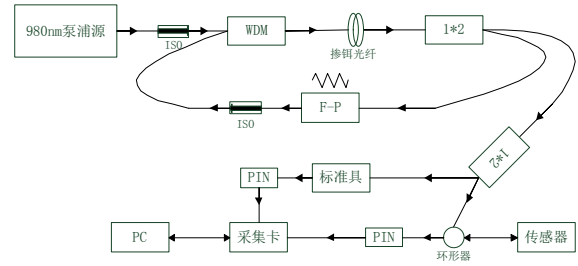 980nm泵浦源
ISO
WDM
掺铒光纤
1*2
F-P
ISO
1*2
PIN
标准具
PC
采集卡
PIN
环形器
传感器